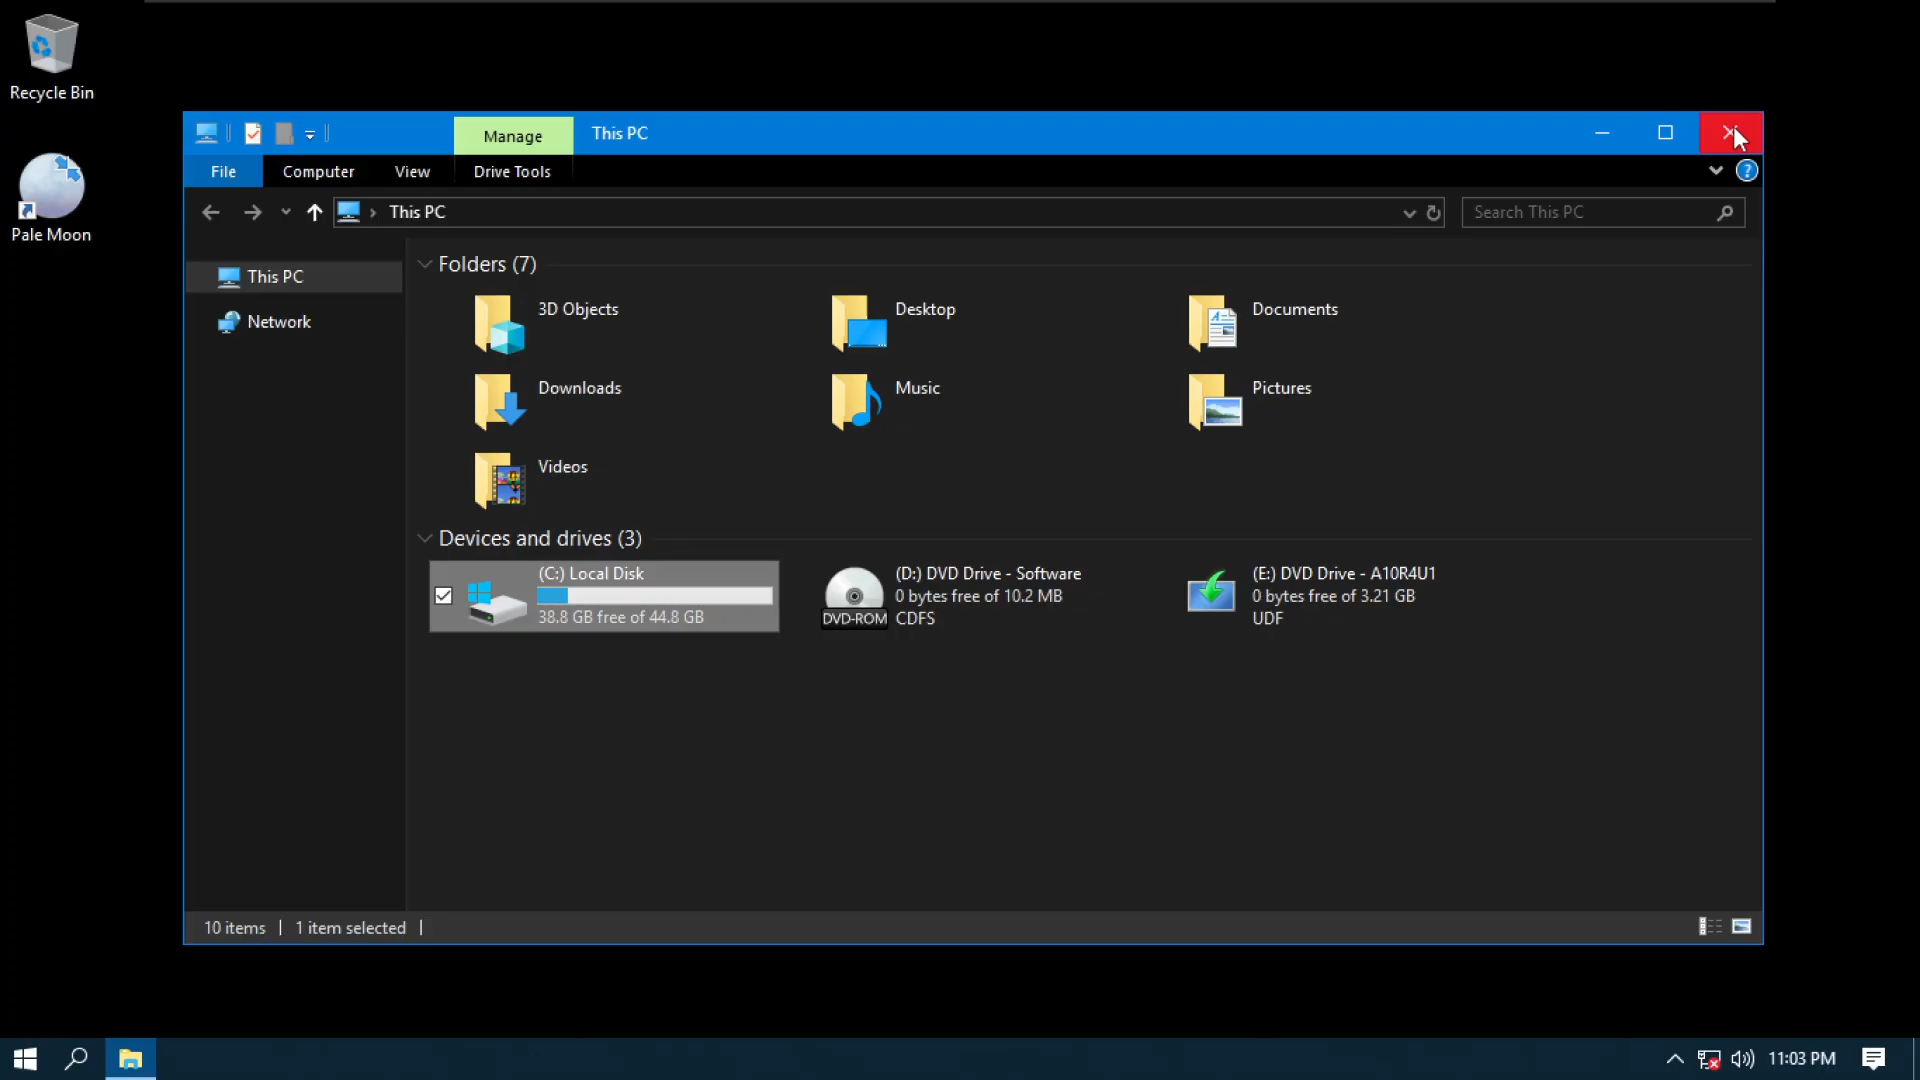 Recycle Bin
Pale Moon
Manage
This PC
File
Computer
View
Drive Tools
This PC
Search This PC
This PC
Network
Folders (7)
3D Objects
Desktop
Documents
Downloads
Music
Pictures
Videos
Devices and drives (3)
(C:) Local Disk
38.8 GB free of 44.8 GB
DVD-ROM
(D:) DVD Drive - Software
0 bytes free of 10.2 MB
CDFS
(E:) DVD Drive - A10R4U1
0 bytes free of 3.21 GB
UDF
10 items
1 item selected
11:03 PM